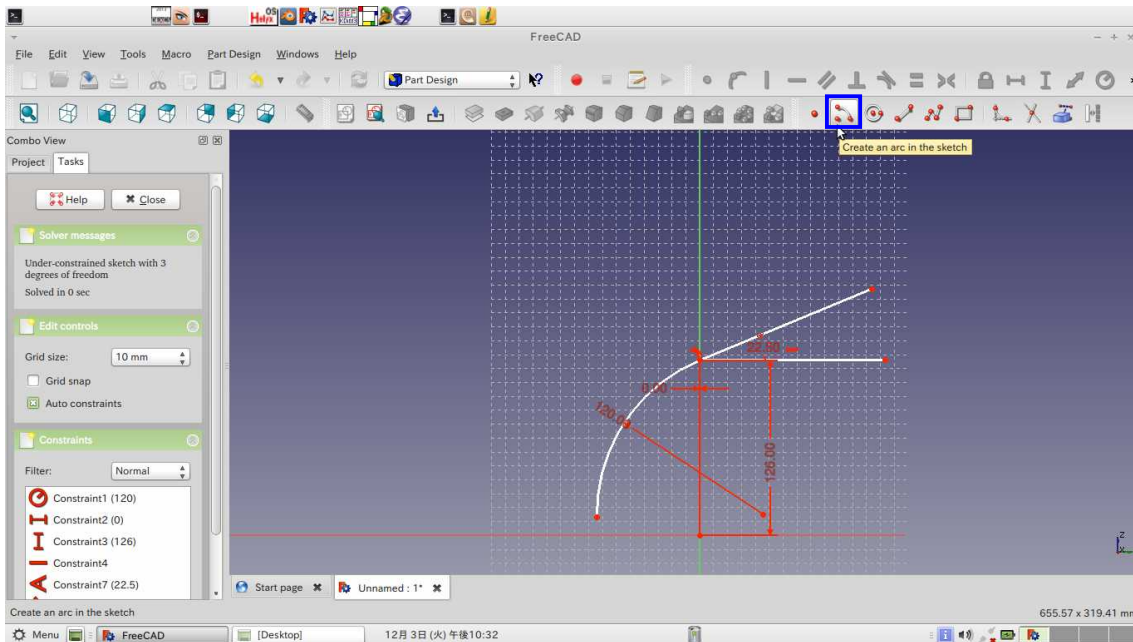 FreeCAD
File Edit View Tools Macro Part Design Windows Help
Part Design
Combo View
Project Tasks
Create an arc in the sketch
Help Close
Solver messages
Under-constrained sketch with 3
degrees of freedom
Solved in 0 sec
Edit controls
Grid size: 10 mm
Grid snap
Auto constraints
Constraints
Filter: Normal
Constraint1 (120)
Constraint2 (0)
Constraint3 (126)
Constraint4
Constraint7 (22.5)
22.50
0.00
120.00
126.00
z
x
Start page Unnamed : 1*
Create an arc in the sketch 655.57 x 319.41 mm
Menu FreeCAD [Desktop] 12月 3日 (火) 午後10:32